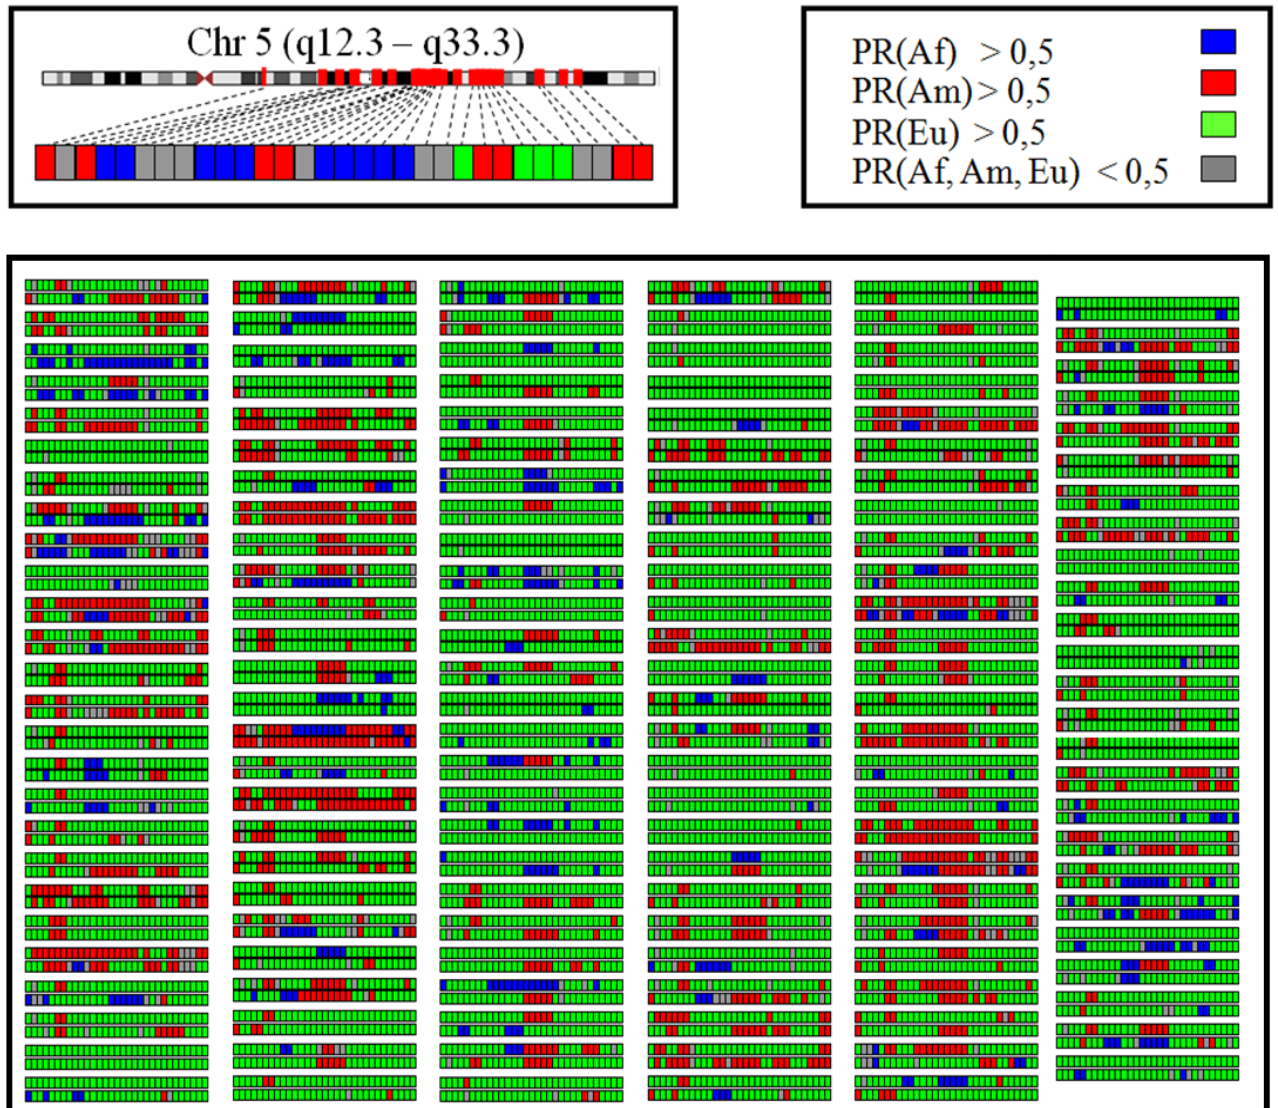 Chr 5 (q12.3 – q33.3)
PR(Af) > 0,5
PR(Am) > 0,5
PR(Eu) > 0,5
PR(Af, Am, Eu) < 0,5